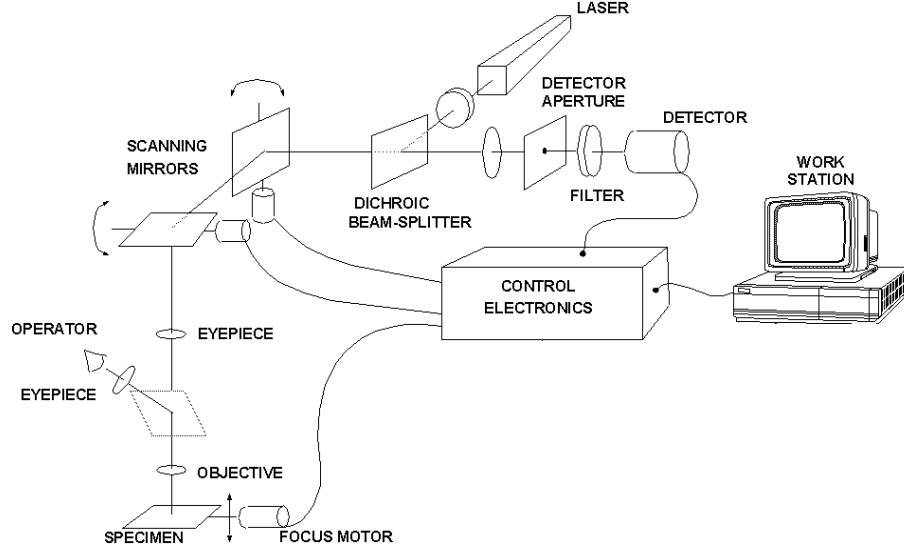 LASER
DETECTOR
APERTURE
DETECTOR
SCANNING
MIRRORS
WORK
STATION
FILTER
DICHROIC
BEAM-SPLITTER
CONTROL
ELECTRONICS
OPERATOR
EYEPIECE
EYEPIECE
OBJECTIVE
SPECIMEN
FOCUS MOTOR